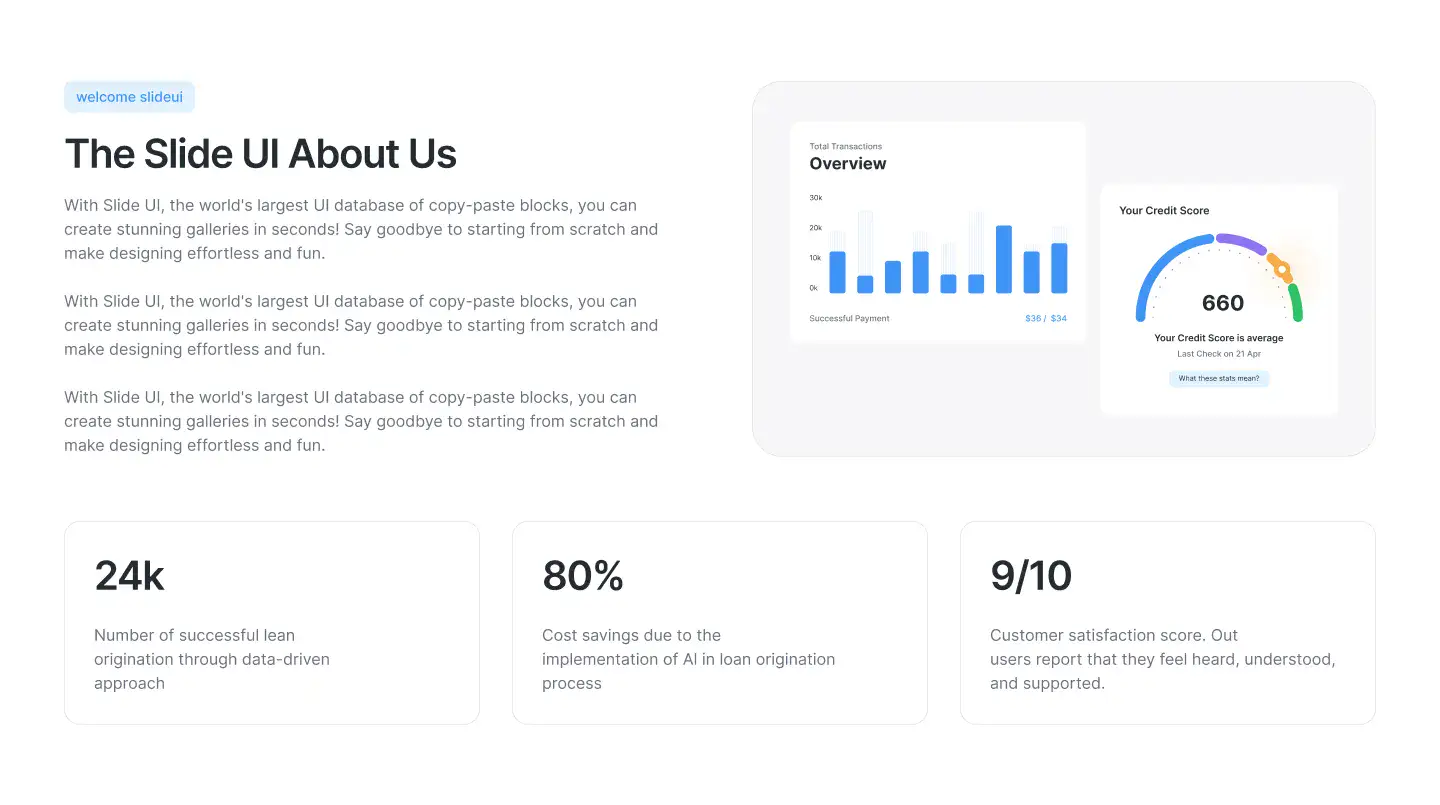 welcome slideui
The Slide UI About Us
With Slide UI, the world's largest UI database of copy-paste blocks, you can
create stunning galleries in seconds! Say goodbye to starting from scratch and
make designing effortless and fun.
With Slide UI, the world's largest UI database of copy-paste blocks, you can
create stunning galleries in seconds! Say goodbye to starting from scratch and
make designing effortless and fun.
With Slide UI, the world's largest UI database of copy-paste blocks, you can
create stunning galleries in seconds! Say goodbye to starting from scratch and
make designing effortless and fun.
Total Transactions
Overview
30k
20k
10k
0k
Successful Payment
$36 / $34
Your Credit Score
660
Your Credit Score is average
Last Check on 21 Apr
What these stats mean?
24k
Number of successful lean
origination through data-driven
approach
80%
Cost savings due to the
implementation of AI in loan origination
process
9/10
Customer satisfaction score. Out
users report that they feel heard, understood,
and supported.